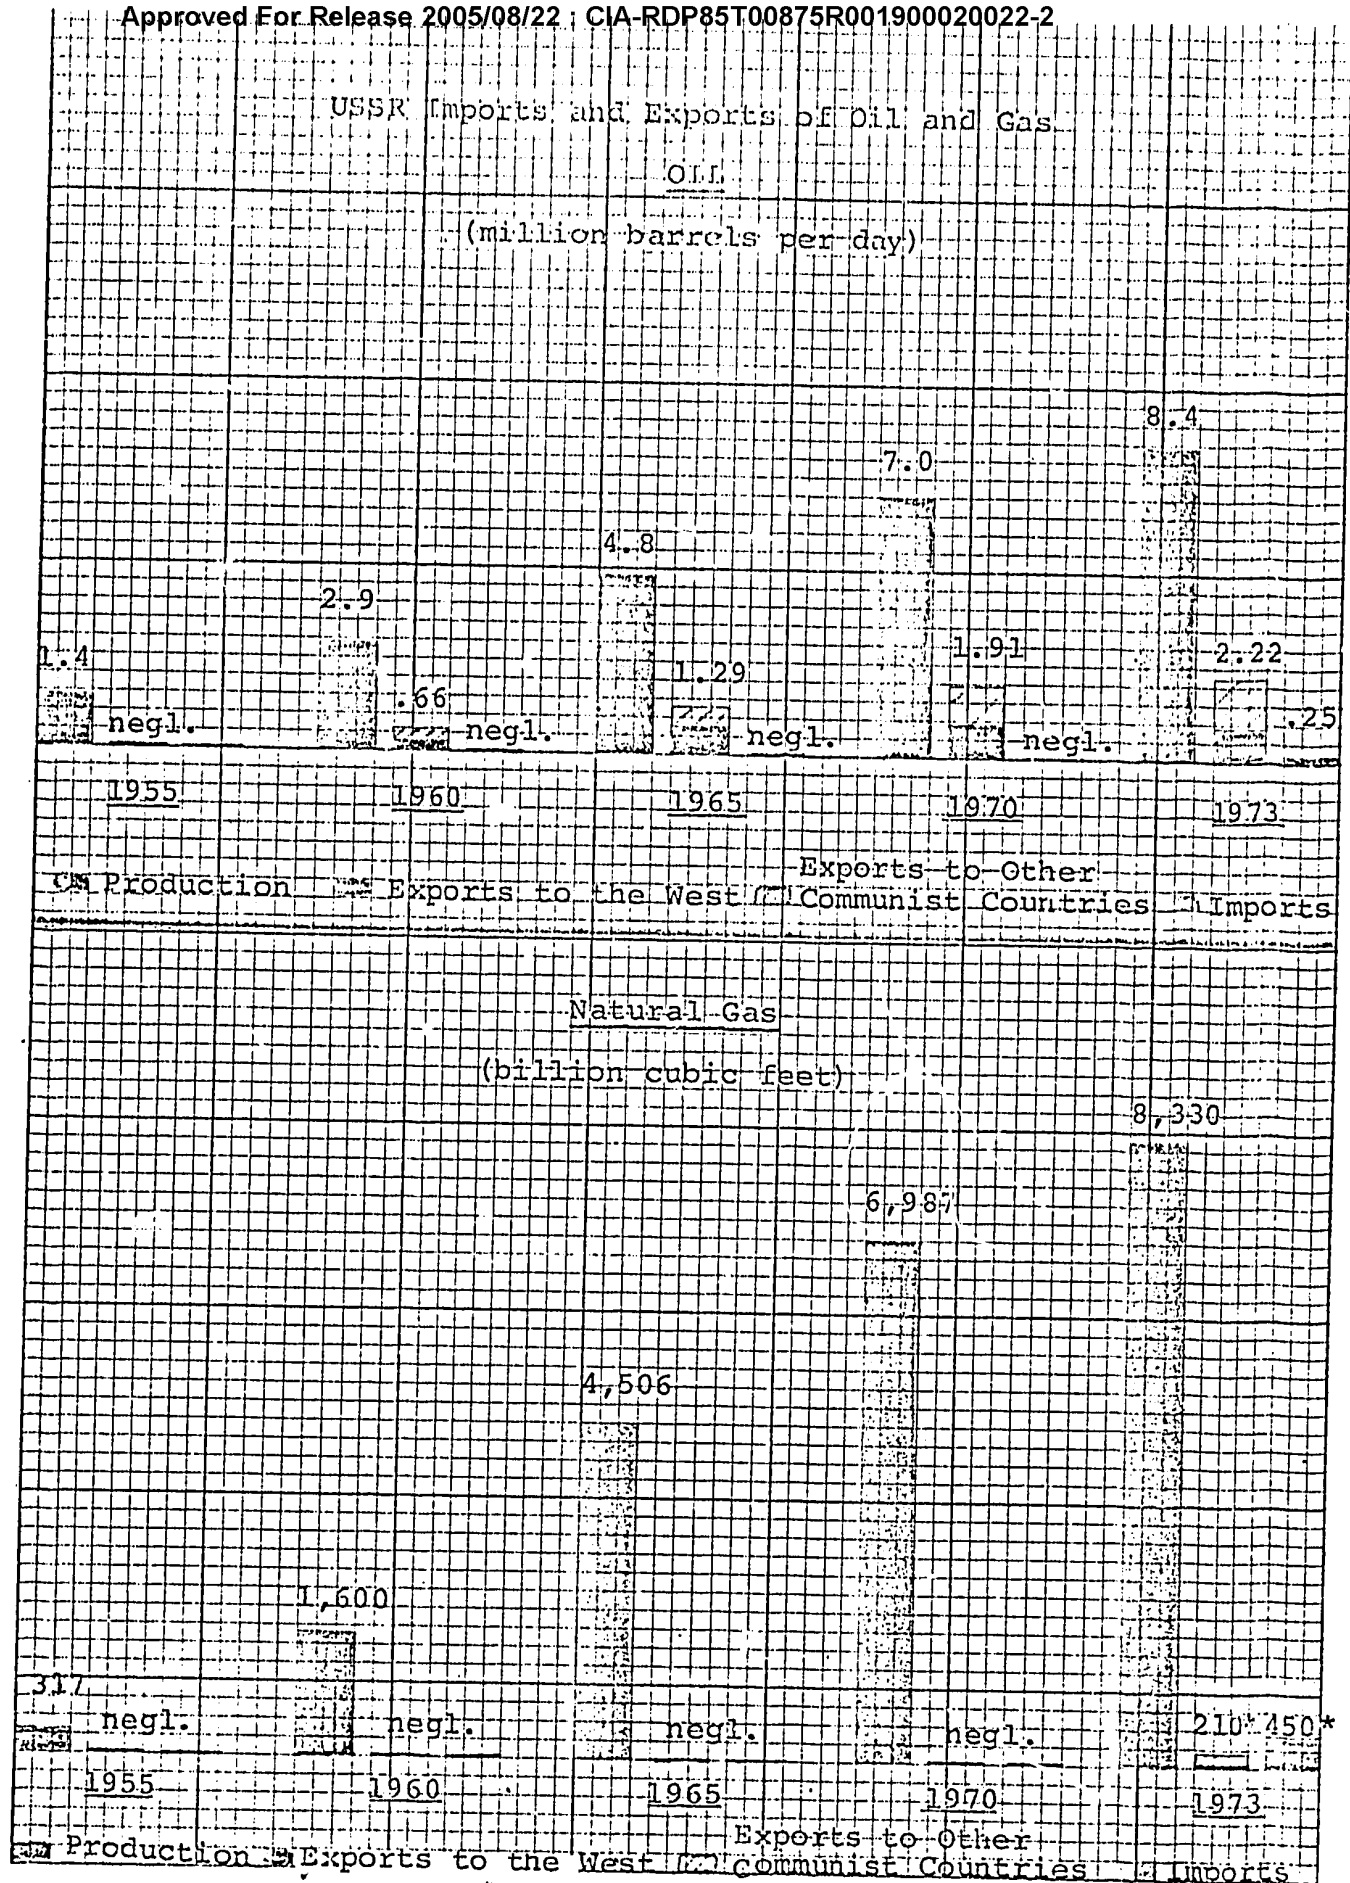 Approved For Release 2005/08/22 : CIA-RDP85T00875R001900020022-2
USSR Imports and Exports of Oil and Gas
OIL
(million barrels per day)
8.4
7.0
4.8
2.9
1.4
1.91
2.22
1.29
.66
negl.
negl.
negl.
negl.
.25
1955 1960 1965 1970 1973
Production Exports to the West Exports to Other Communist Countries Imports
Natural Gas
(billion cubic feet)
8,330
6,987
4,506
1,600
317
negl. negl. negl. negl. 210* 450*
1955 1960 1965 1970 1973
Production Exports to the West Exports to Other Communist Countries Imports